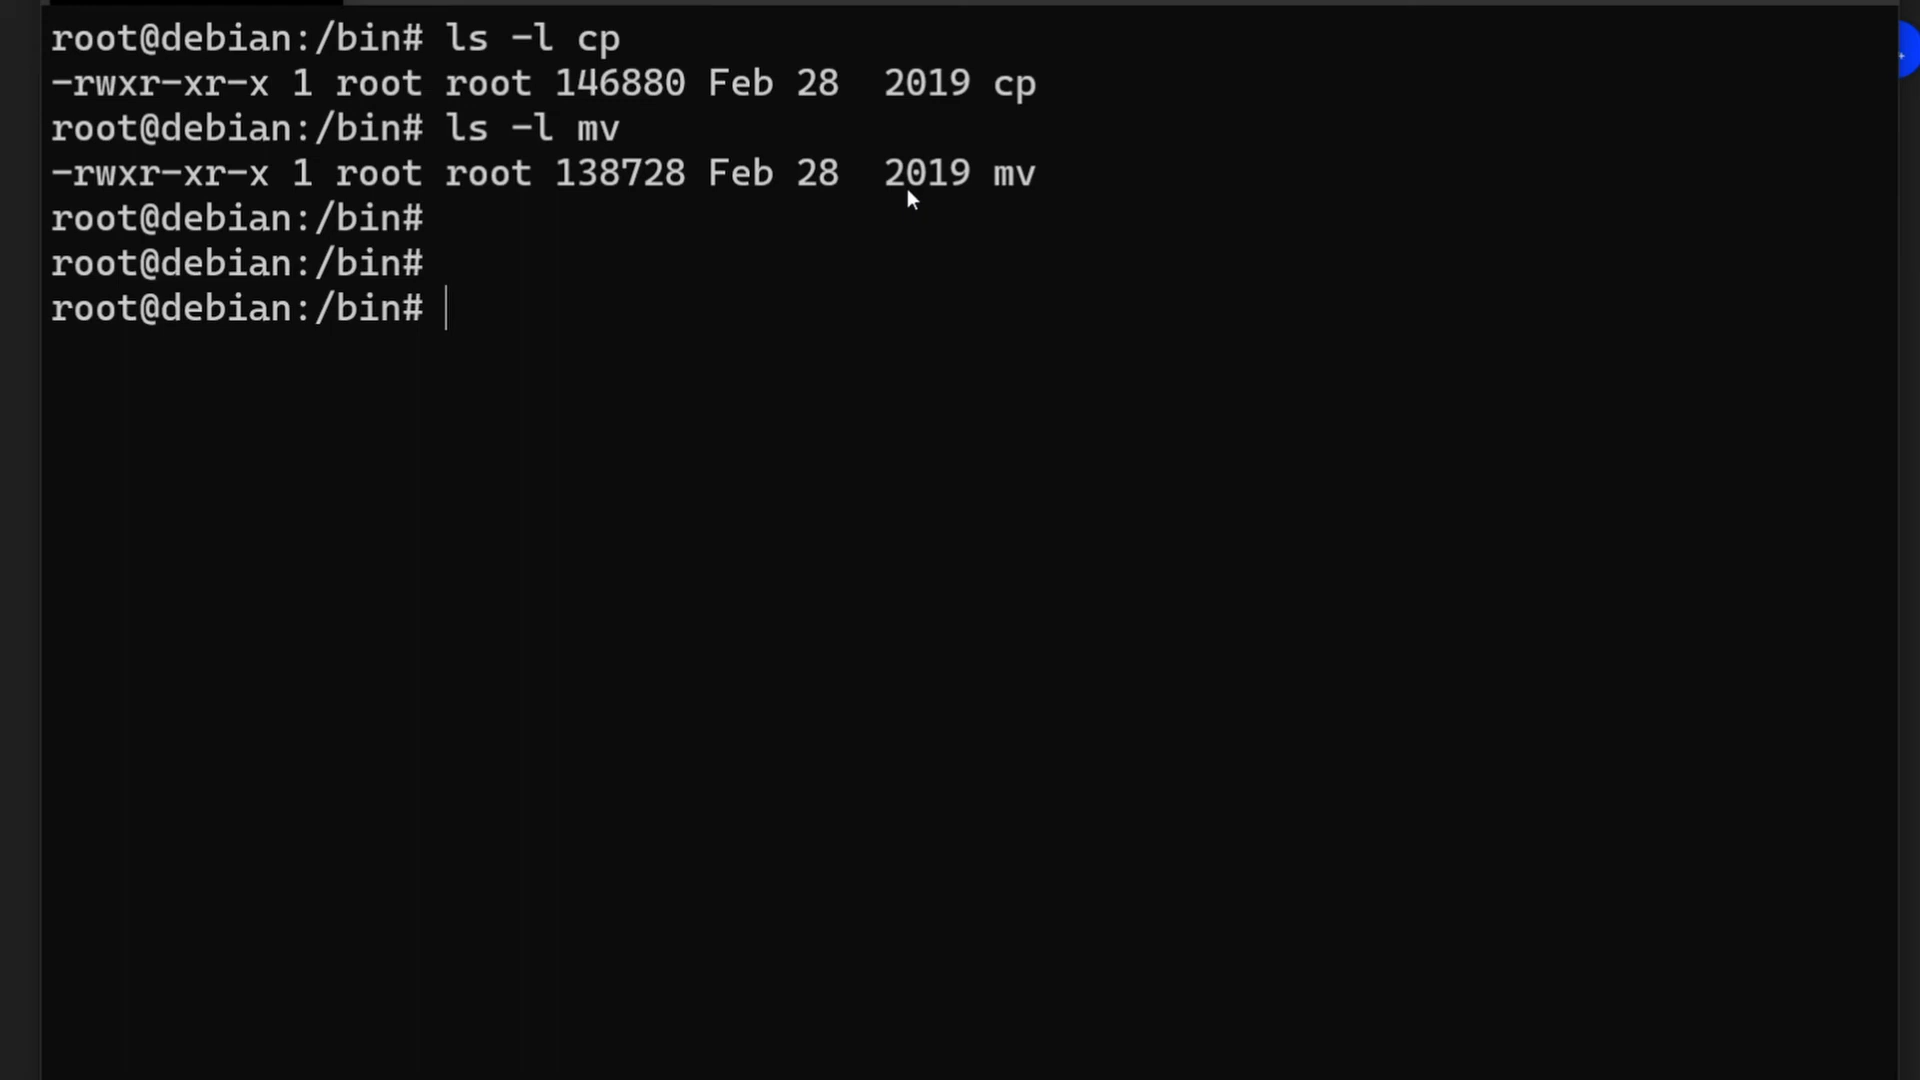 root@debian:/bin# ls -l cp
-rwxr-xr-x 1 root root 146880 Feb 28  2019 cp
root@debian:/bin# ls -l mv
-rwxr-xr-x 1 root root 138728 Feb 28  2019 mv
root@debian:/bin#
root@debian:/bin#
root@debian:/bin#